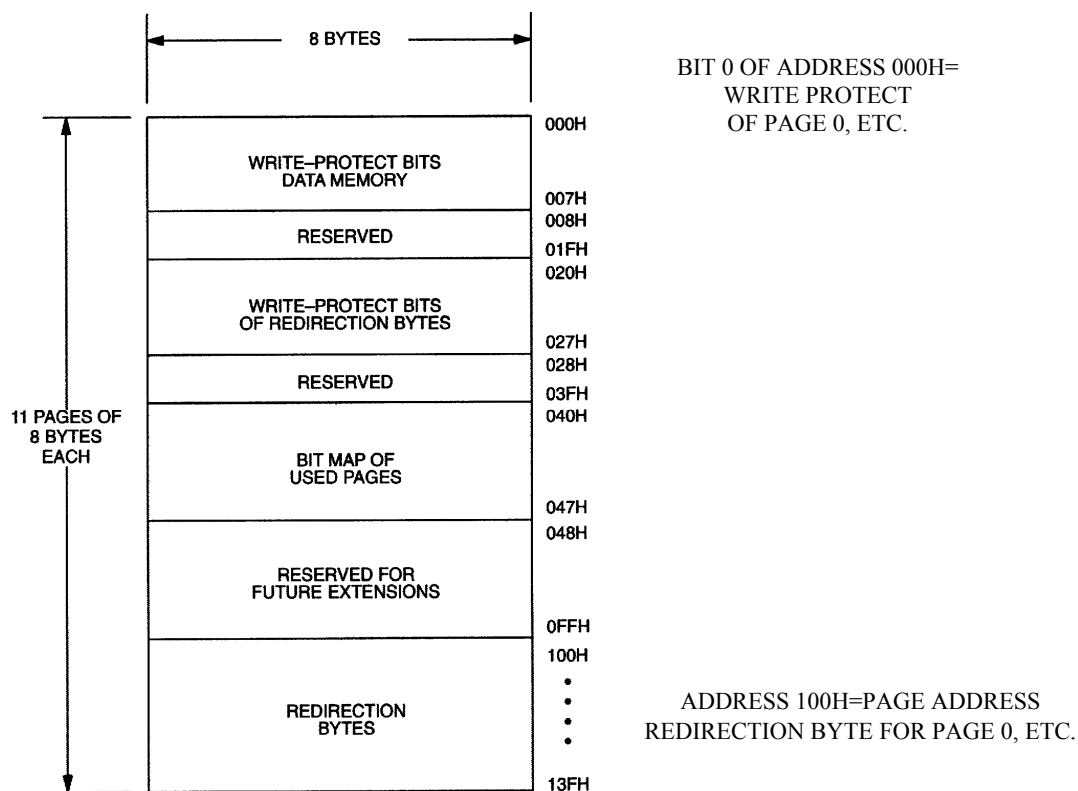 8 BYTES
BIT 0 OF ADDRESS 000H=
WRITE PROTECT
OF PAGE 0, ETC.
000H
WRITE–PROTECT BITS
DATA MEMORY
007H
008H
RESERVED
01FH
020H
WRITE–PROTECT BITS
OF REDIRECTION BYTES
027H
028H
RESERVED
03FH
11 PAGES OF
8 BYTES
EACH
040H
BIT MAP OF
USED PAGES
047H
048H
RESERVED FOR
FUTURE EXTENSIONS
0FFH
100H
REDIRECTION
BYTES
ADDRESS 100H=PAGE ADDRESS
REDIRECTION BYTE FOR PAGE 0, ETC.
13FH